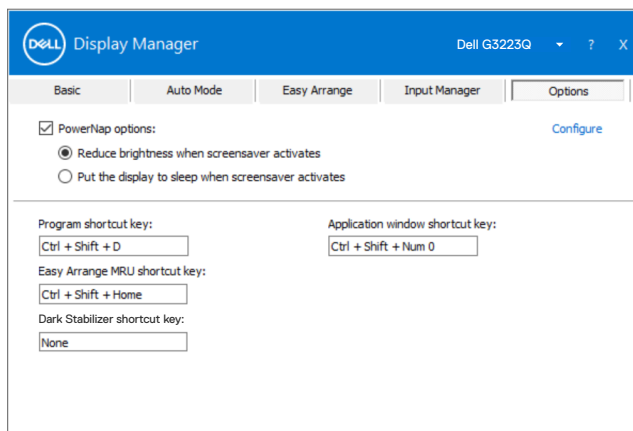 DELL Display Manager Dell G3223Q ? X
Basic Auto Mode Easy Arrange Input Manager Options
PowerNap options: Configure
Reduce brightness when screensaver activates
Put the display to sleep when screensaver activates
Program shortcut key: Application window shortcut key:
Ctrl + Shift + D Ctrl + Shift + Num 0
Easy Arrange MRU shortcut key:
Ctrl + Shift + Home
Dark Stabilizer shortcut key:
None